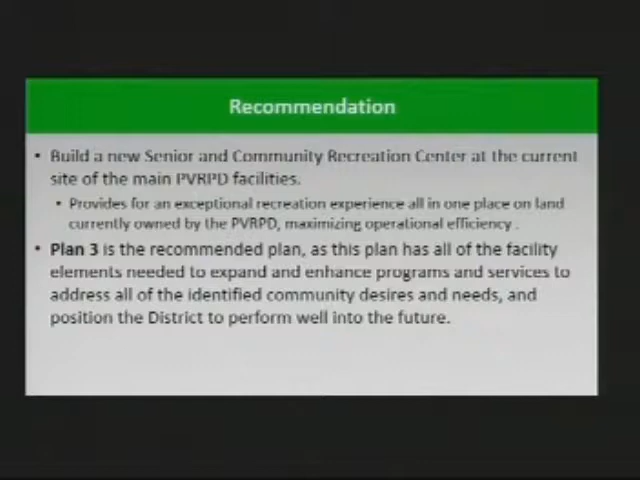 Recommendation
• Build a new Senior and Community Recreation Center at the current
site of the main PVRPD facilities.
• Provides for an exceptional recreation experience all in one place on land
currently owned by the PVRPD, maximizing operational efficiency .
• Plan 3 is the recommended plan, as this plan has all of the facility
elements needed to expand and enhance programs and services to
address all of the identified community desires and needs, and
position the District to perform well into the future.